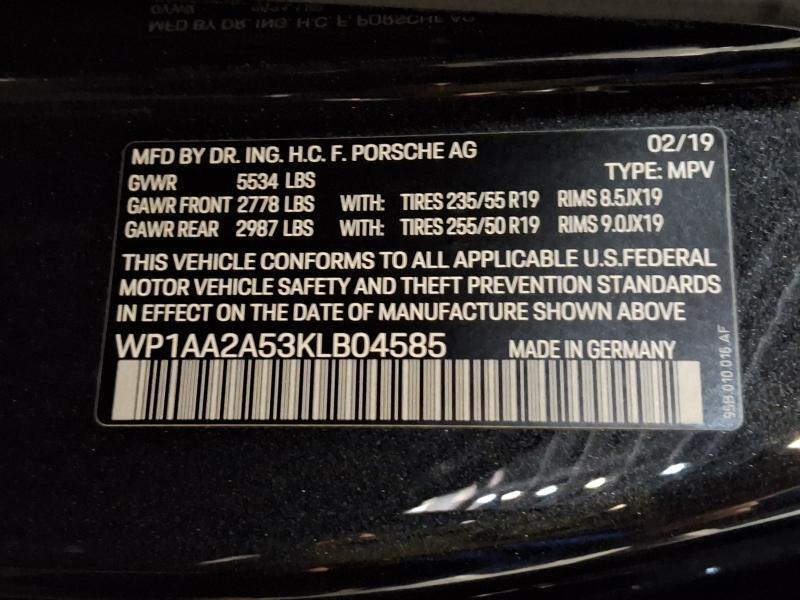 MFD BY DR. ING. H.C. F. PORSCHE AG 02/19
GVWR 5534 LBS TYPE: MPV
GAWR FRONT 2778 LBS WITH: TIRES 235/55 R19 RIMS 8.5JX19
GAWR REAR 2987 LBS WITH: TIRES 255/50 R19 RIMS 9.0JX19
THIS VEHICLE CONFORMS TO ALL APPLICABLE U.S.FEDERAL
MOTOR VEHICLE SAFETY AND THEFT PREVENTION STANDARDS
IN EFFECT ON THE DATE OF MANUFACTURE SHOWN ABOVE
WP1AA2A53KLB04585 MADE IN GERMANY
95B 010 016 AF